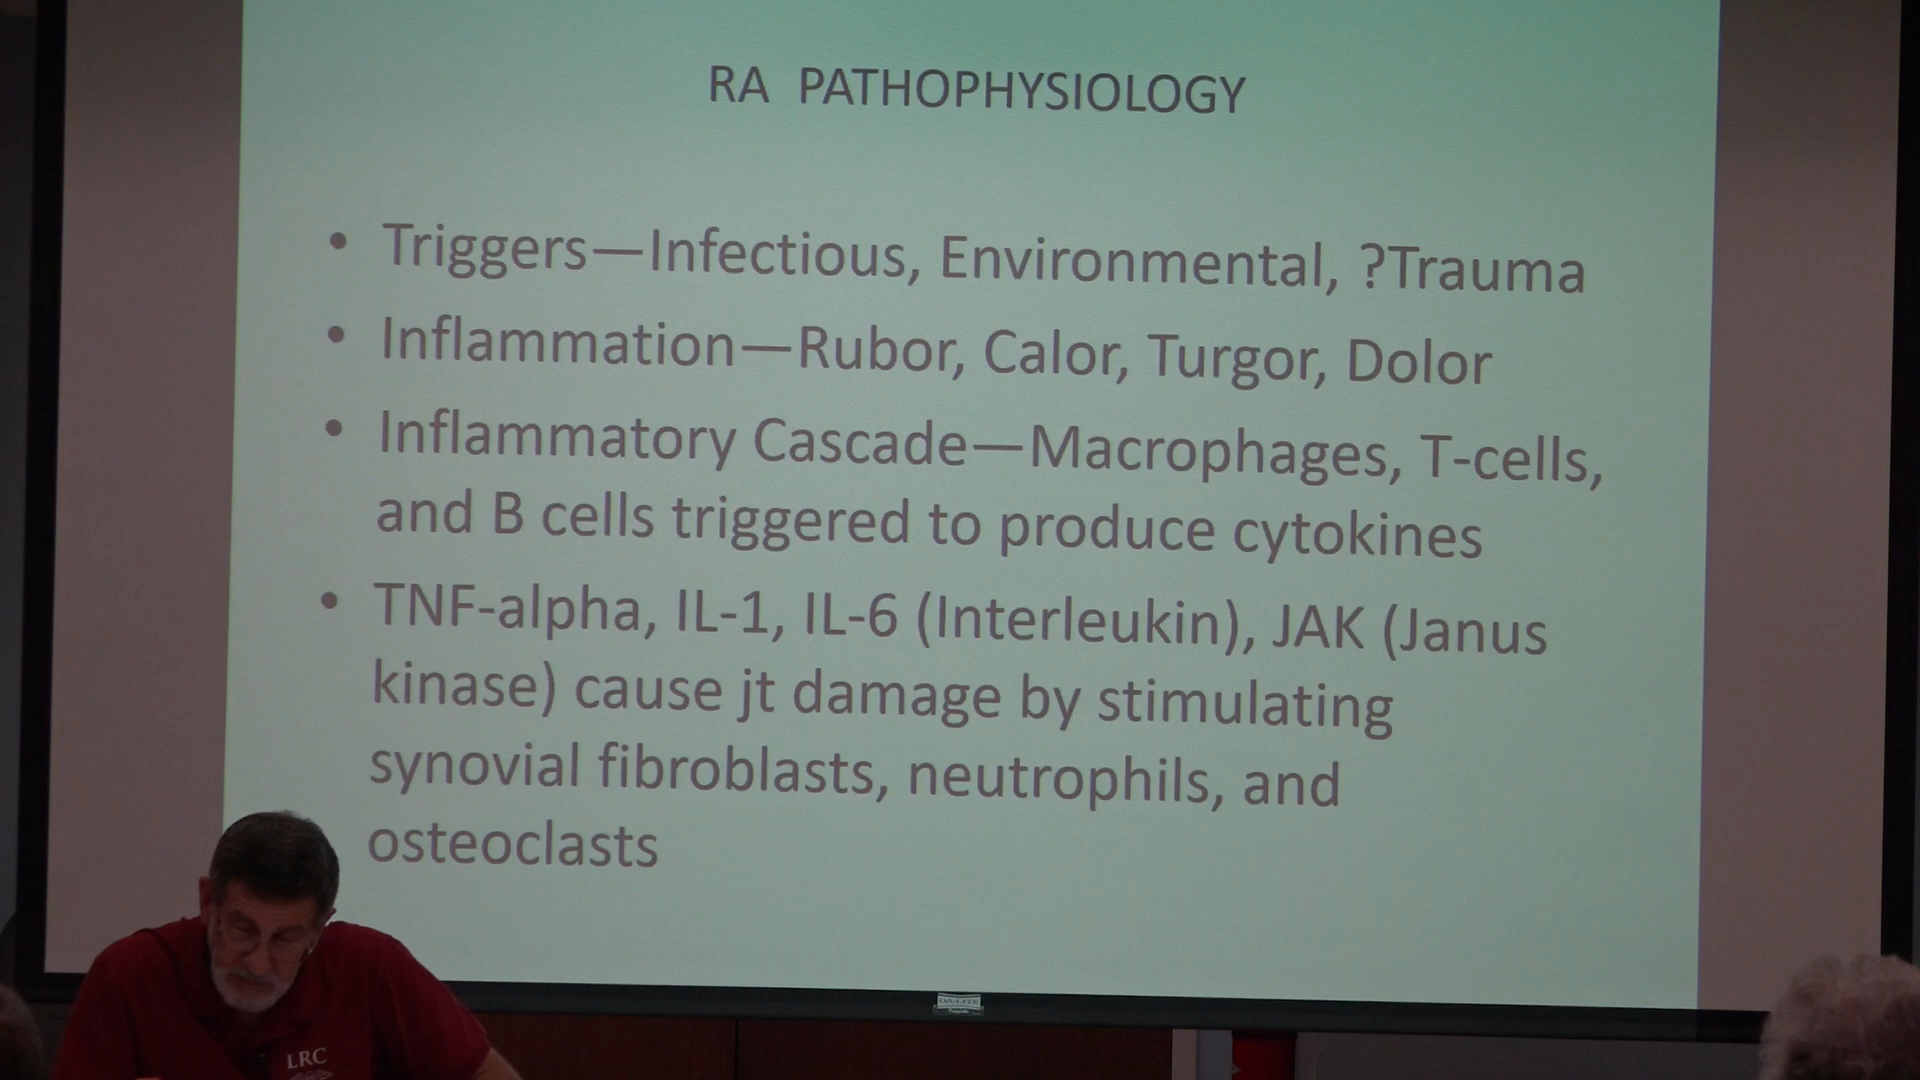 RA PATHOPHYSIOLOGY
• Triggers—Infectious, Environmental, ?Trauma
• Inflammation—Rubor, Calor, Turgor, Dolor
• Inflammatory Cascade—Macrophages, T-cells,
and B cells triggered to produce cytokines
• TNF-alpha, IL-1, IL-6 (Interleukin), JAK (Janus
kinase) cause jt damage by stimulating
synovial fibroblasts, neutrophils, and
osteoclasts
DA-LITE
LRC